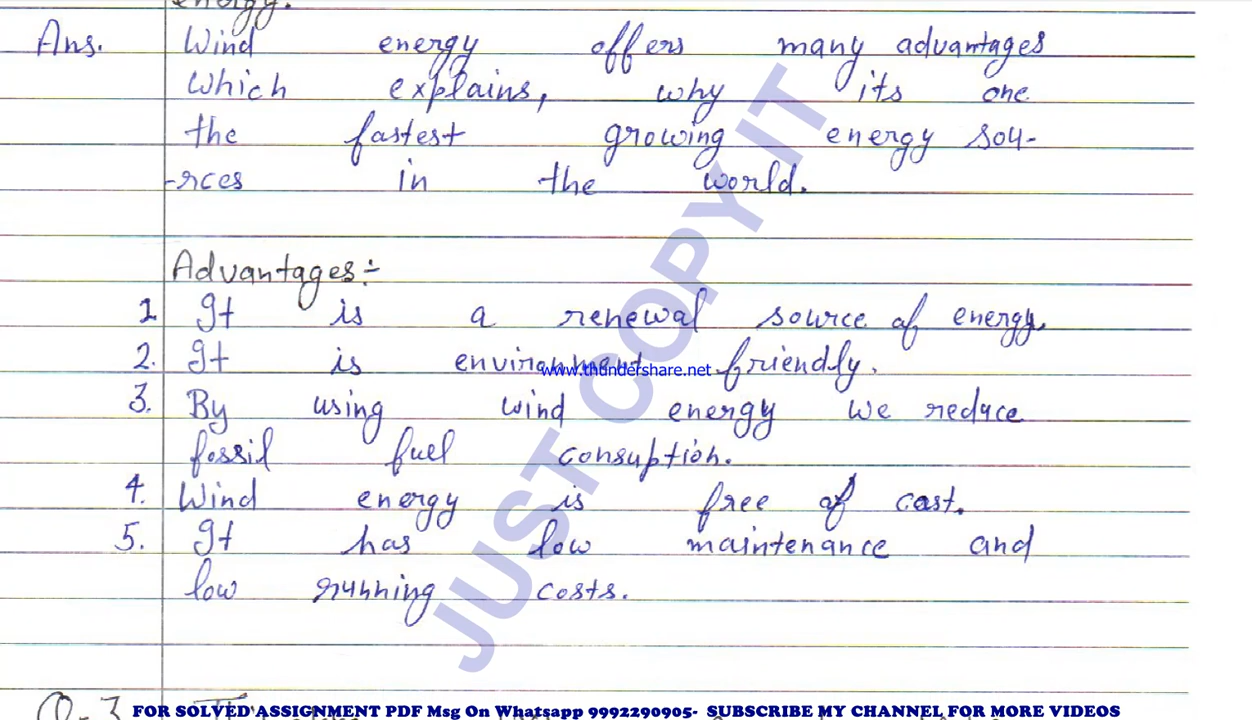 energy.
Ans. Wind energy offers many advantages
which explains, why its one
the fastest growing energy sou-
-rces in the world.
Advantages:-
1. It is a renewal source of energy.
2. It is environment friendly.
3. By using wind energy we reduce
fossil fuel consuption.
4. Wind energy is free of cost.
5. It has low maintenance and
low running costs.
JUST COPY IT
www.thundershare.net
Q.3
FOR SOLVED ASSIGNMENT PDF Msg On Whatsapp 9992290905- SUBSCRIBE MY CHANNEL FOR MORE VIDEOS